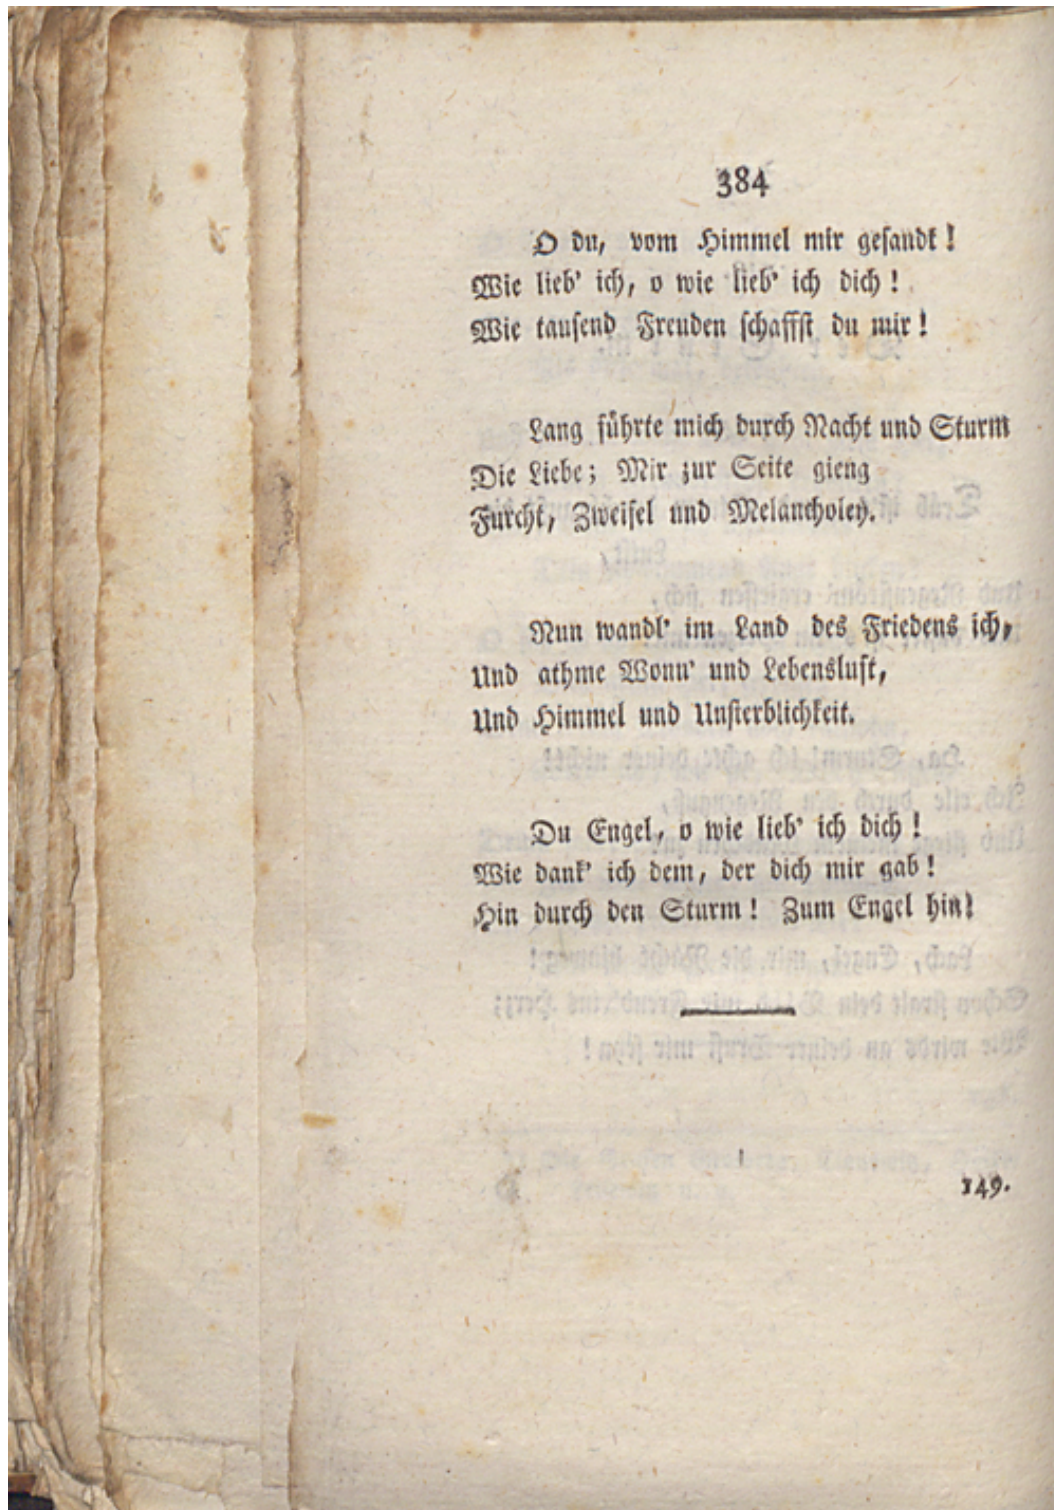 384
O du, vom Himmel mir gesandt!
Wie lieb' ich, o wie lieb' ich dich!
Wie tausend Freuden schaffst du mir!
Lang führte mich durch Nacht und Sturm
Die Liebe; Mir zur Seite gieng
Furcht, Zweifel und Melancholey.
Nun wandl' im Land des Friedens ich,
Und athme Wonn' und Lebensluft,
Und Himmel und Unsterblichkeit.
Du Engel, o wie lieb' ich dich!
Wie dank' ich dem, der dich mir gab!
Hin durch den Sturm! Zum Engel hin!
149.